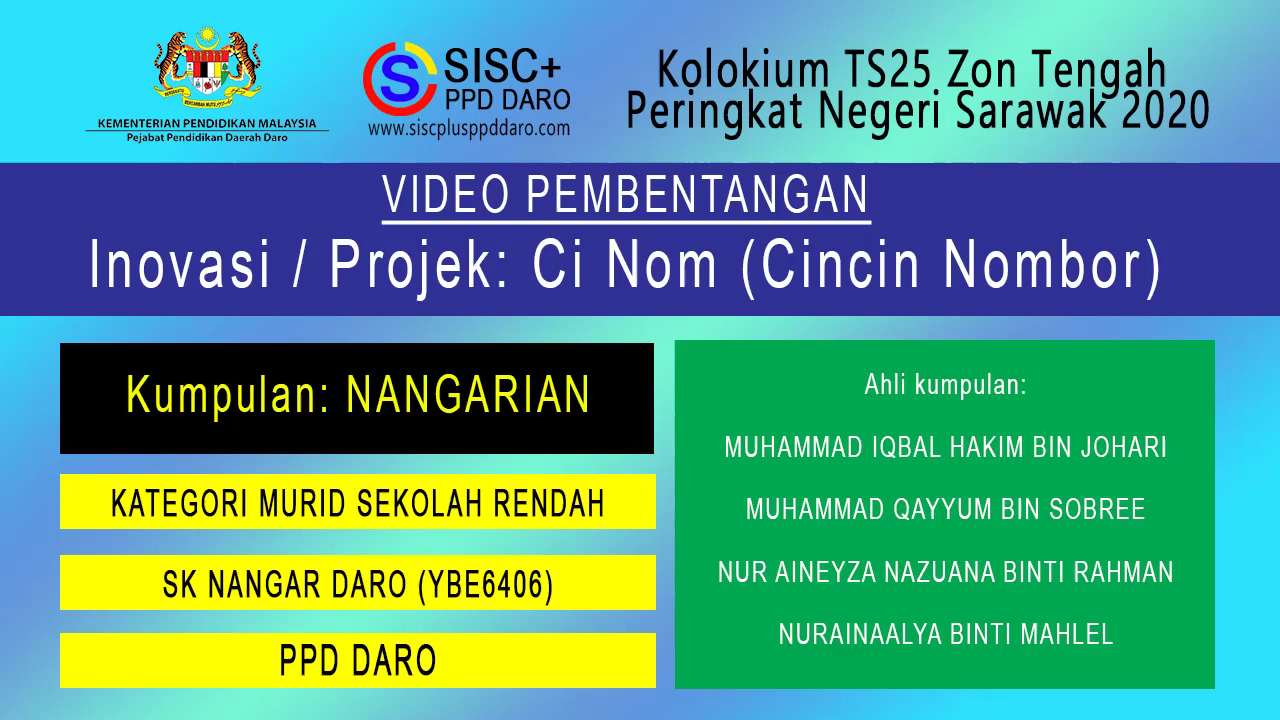 KEMENTERIAN PENDIDIKAN MALAYSIA
Pejabat Pendidikan Daerah Daro
S
SISC+
PPD DARO
www.siscplusppddaro.com
Kolokium TS25 Zon Tengah
Peringkat Negeri Sarawak 2020
VIDEO PEMBENTANGAN
Inovasi / Projek: Ci Nom (Cincin Nombor)
Kumpulan: NANGARIAN
KATEGORI MURID SEKOLAH RENDAH
SK NANGAR DARO (YBE6406)
PPD DARO
Ahli kumpulan:
MUHAMMAD IQBAL HAKIM BIN JOHARI
MUHAMMAD QAYYUM BIN SOBREE
NUR AINEYZA NAZUANA BINTI RAHMAN
NURAINAALYA BINTI MAHLEL